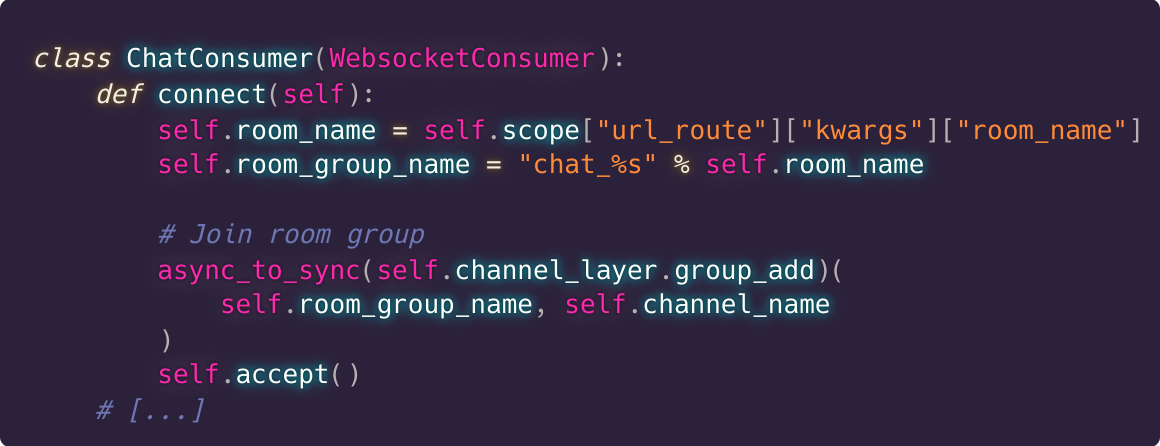 class ChatConsumer(WebsocketConsumer):
    def connect(self):
        self.room_name = self.scope["url_route"]["kwargs"]["room_name"]
        self.room_group_name = "chat_%s" % self.room_name

        # Join room group
        async_to_sync(self.channel_layer.group_add)(
            self.room_group_name, self.channel_name
        )
        self.accept()
    # [...]